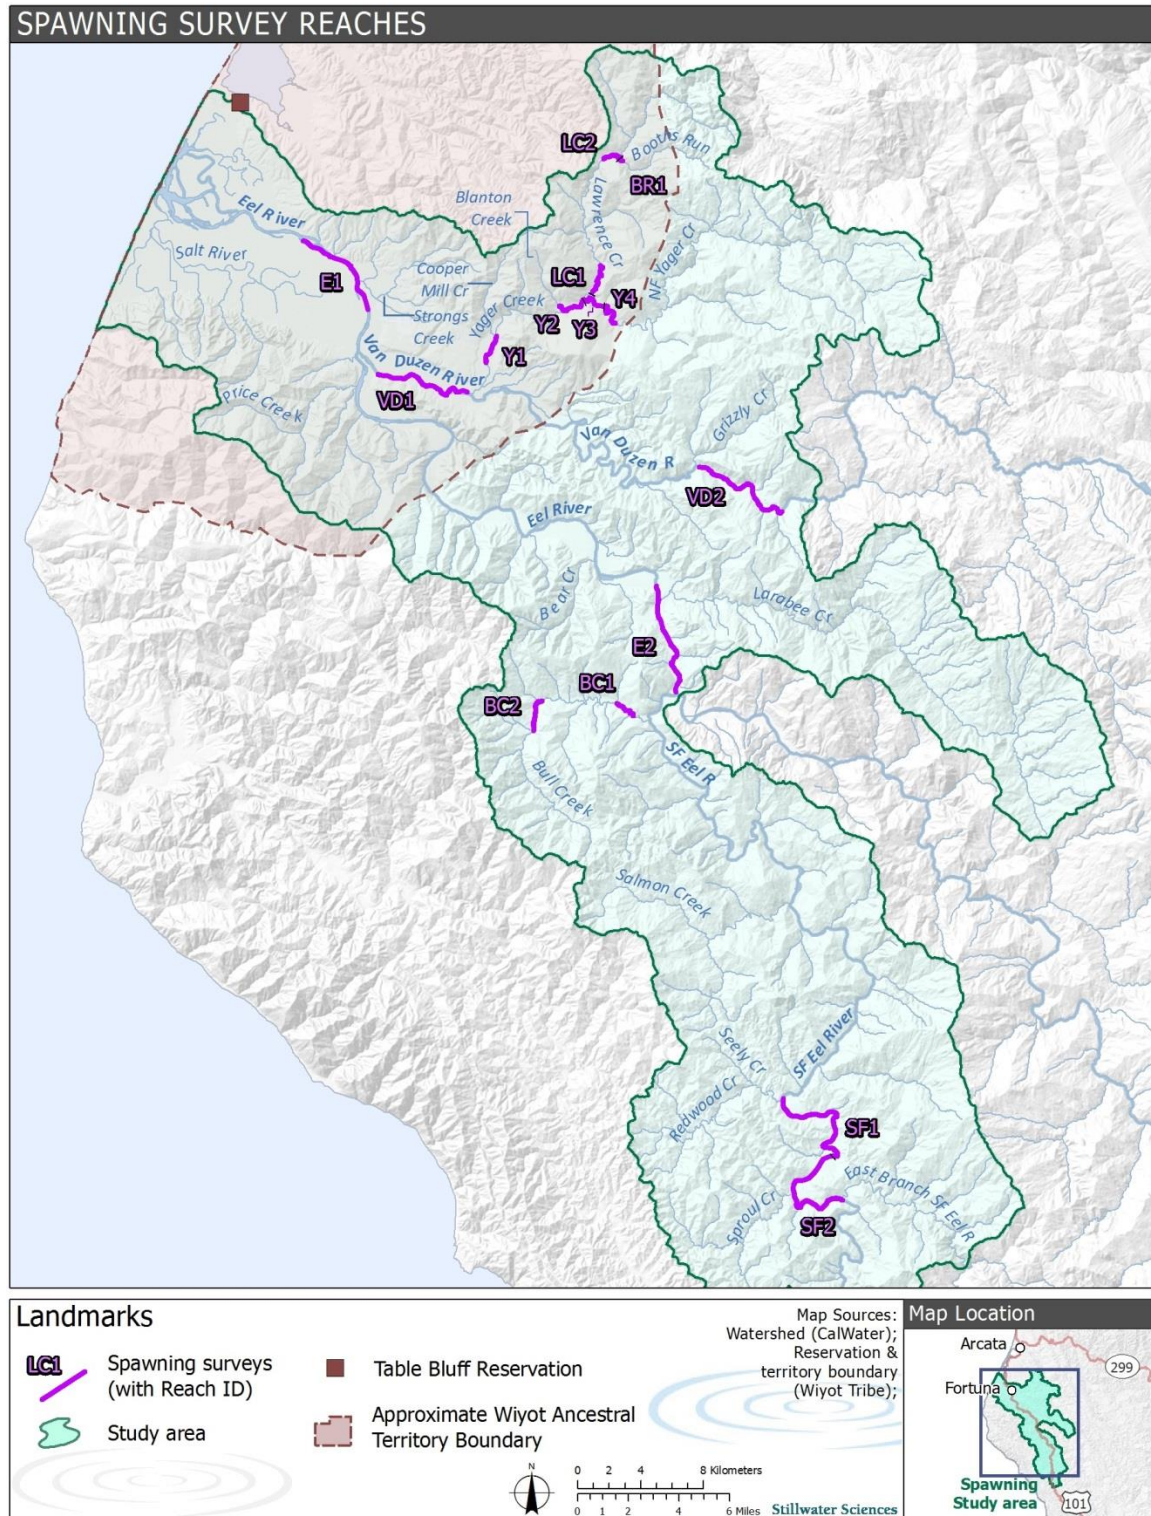 SPAWNING SURVEY REACHES
LC2
Booths Run
BR1
Blanton
Creek
Lawrence Cr
NF Yager Cr
Eel River
Salt River
E1
Cooper
Mill Cr
Strongs
Creek
Yager Creek
LC1
Y4
Y2
Y3
Y1
Van Duzen River
VD1
Price Creek
Grizzly Cr
Van Duzen R
VD2
Eel River
Bear Cr
Larabee Cr
E2
BC1
BC2
SF Eel R
Bull Creek
Salmon Creek
SF Eel River
Seely Cr
Redwood Cr
SF1
East Branch SF Eel R
Sproul Cr
SF2
Landmarks
LC1
Spawning surveys
(with Reach ID)
Study area
Table Bluff Reservation
Approximate Wiyot Ancestral
Territory Boundary
Map Sources:
Watershed (CalWater);
Reservation &
territory boundary
(Wiyot Tribe);
N
0 2 4 8 Kilometers
0 1 2 4 6 Miles
Stillwater Sciences
Map Location
Arcata
299
Fortuna
Spawning
Study area
101